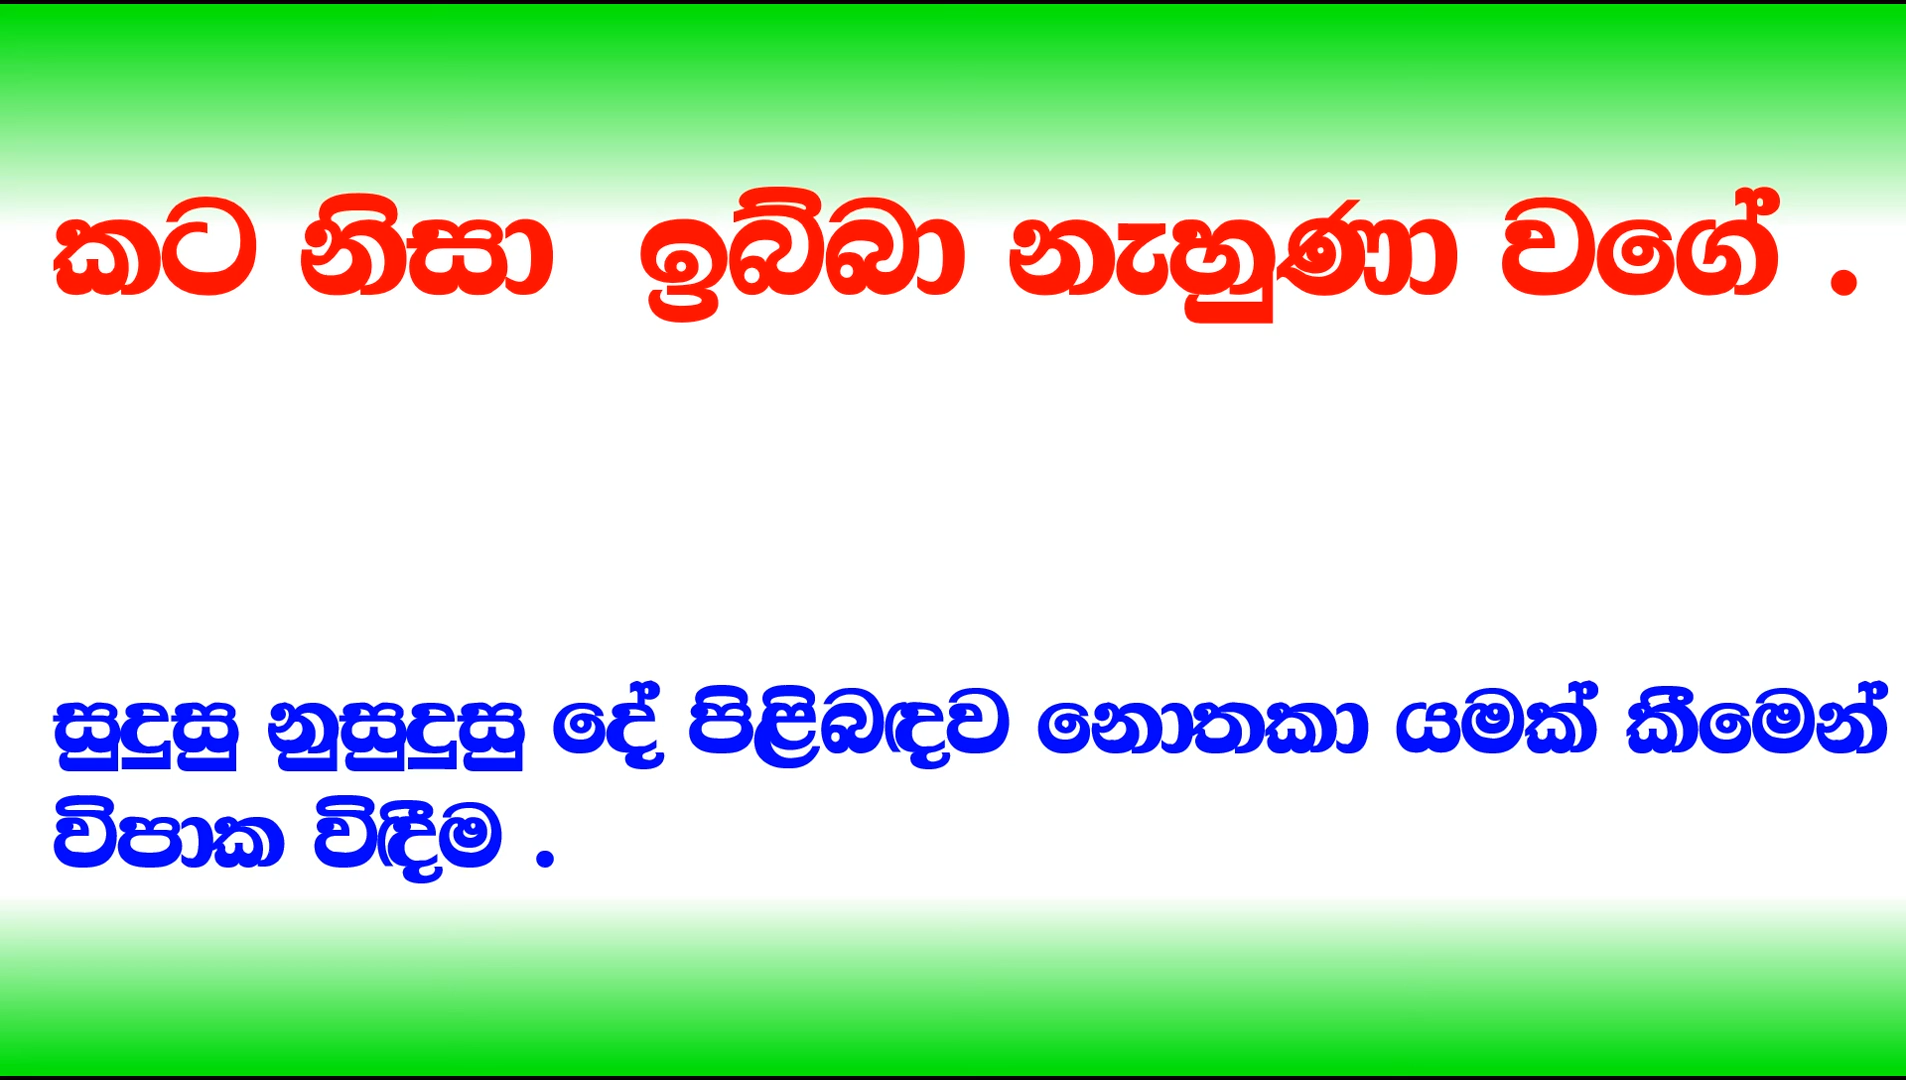 කට නිසා ඉබ්බා නැහුණා වගේ .
සුදුසු නුසුදුසු දේ පිළිබඳව නොතකා යමක් කීමෙන්
විපාක විඳීම .